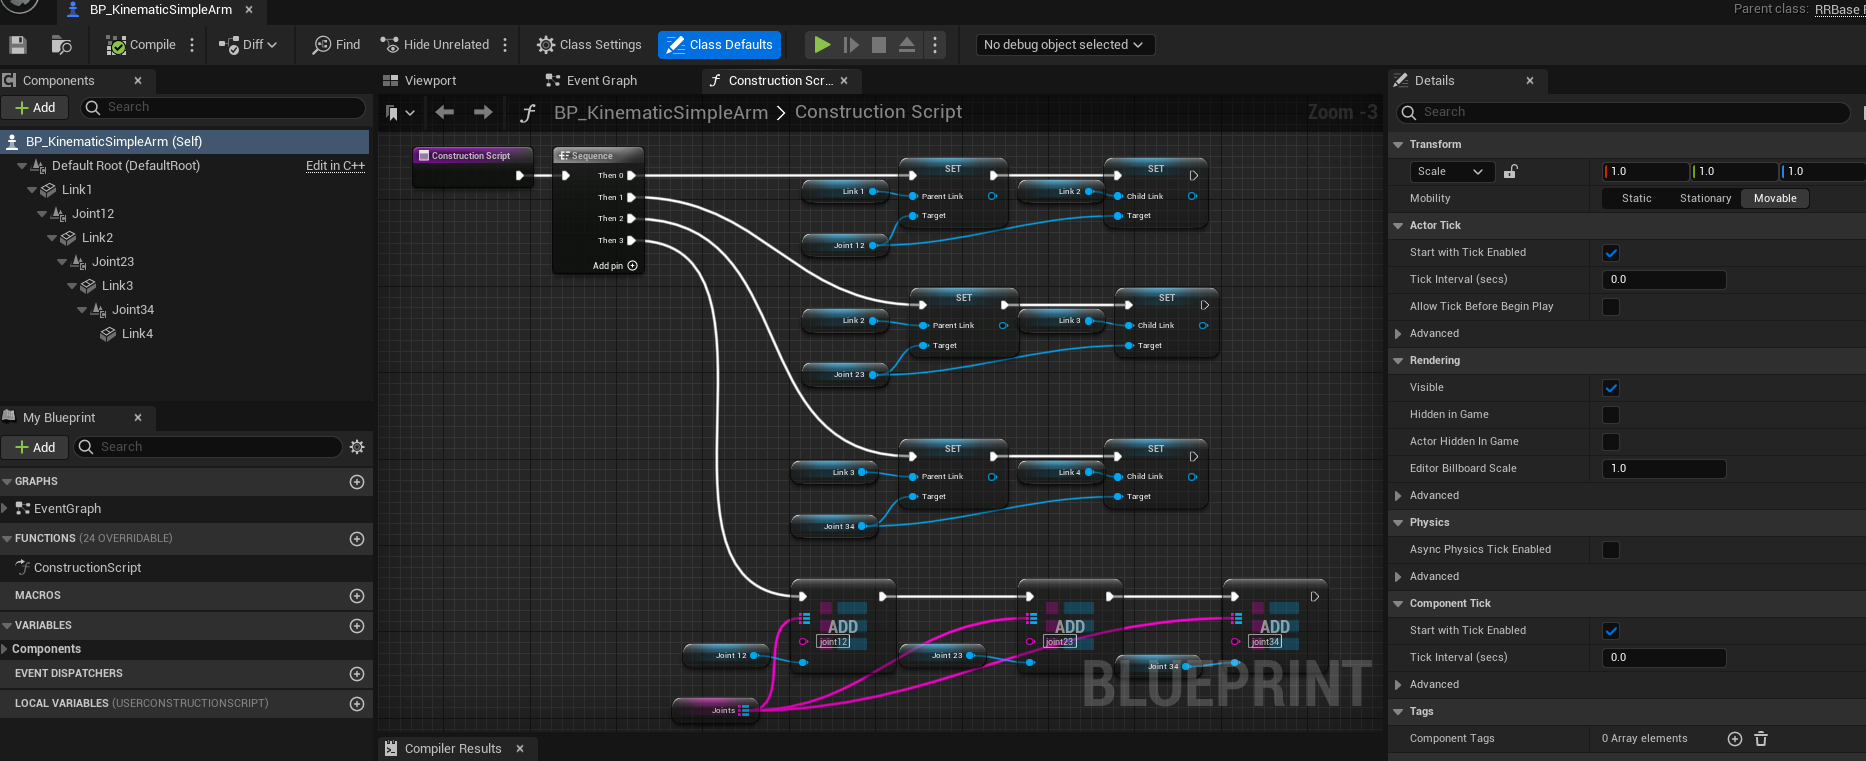 BP_KinematicSimpleArm
Parent class: RRBase
Compile
Diff
Find
Hide Unrelated
Class Settings
Class Defaults
No debug object selected
Components
Add
Search
BP_KinematicSimpleArm (Self)
Default Root (DefaultRoot)
Edit in C++
Link1
Joint12
Link2
Joint23
Link3
Joint34
Link4
My Blueprint
Add
Search
GRAPHS
EventGraph
FUNCTIONS (24 OVERRIDABLE)
ConstructionScript
MACROS
VARIABLES
Components
EVENT DISPATCHERS
LOCAL VARIABLES (USERCONSTRUCTIONSCRIPT)
Viewport
Event Graph
Construction Scr...
BP_KinematicSimpleArm > Construction Script
Zoom -3
Construction Script
Sequence
Then 0
Then 1
Then 2
Then 3
Add pin
SET
SET
Link 1
Parent Link
Link 2
Child Link
Target
Target
Joint 12
SET
SET
Link 2
Parent Link
Link 3
Child Link
Target
Target
Joint 23
SET
SET
Link 3
Parent Link
Link 4
Child Link
Target
Target
Joint 34
ADD
joint12
ADD
joint23
ADD
joint34
Joint 12
Joint 23
Joint 34
Joints
BLUEPRINT
Compiler Results
Details
Search
Transform
Scale
1.0
1.0
1.0
Mobility
Static
Stationary
Movable
Actor Tick
Start with Tick Enabled
Tick Interval (secs)
0.0
Allow Tick Before Begin Play
Advanced
Rendering
Visible
Hidden in Game
Actor Hidden In Game
Editor Billboard Scale
1.0
Advanced
Physics
Async Physics Tick Enabled
Advanced
Component Tick
Start with Tick Enabled
Tick Interval (secs)
0.0
Advanced
Tags
Component Tags
0 Array elements